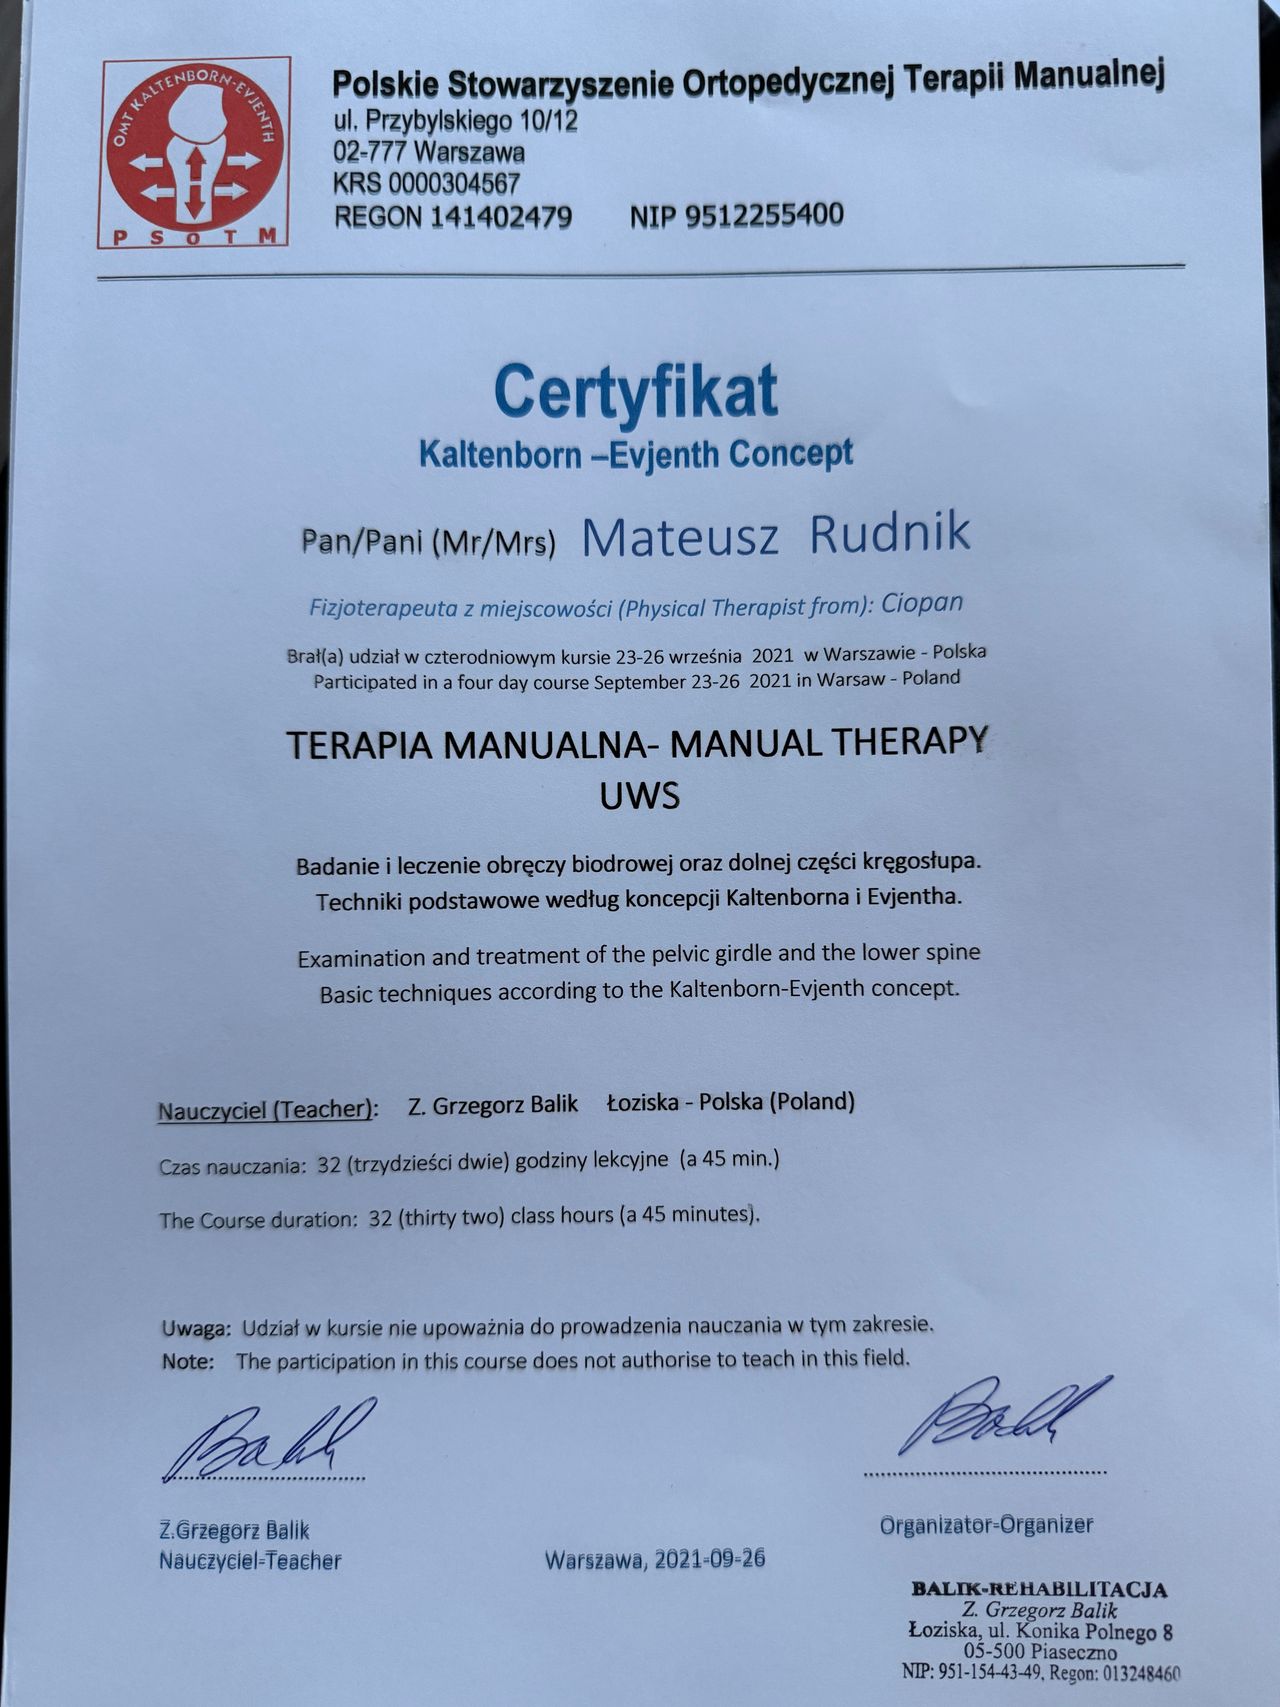 OMT KALTENBORN-EVJENTH
P S O T M
Polskie Stowarzyszenie Ortopedycznej Terapii Manualnej
ul. Przybylskiego 10/12
02-777 Warszawa
KRS 0000304567
REGON 141402479 NIP 9512255400
Certyfikat
Kaltenborn –Evjenth Concept
Pan/Pani (Mr/Mrs) Mateusz Rudnik
Fizjoterapeuta z miejscowości (Physical Therapist from): Ciopan
Brał(a) udział w czterodniowym kursie 23-26 września 2021 w Warszawie - Polska
Participated in a four day course September 23-26 2021 in Warsaw - Poland
TERAPIA MANUALNA- MANUAL THERAPY
UWS
Badanie i leczenie obręczy biodrowej oraz dolnej części kręgosłupa.
Techniki podstawowe według koncepcji Kaltenborna i Evjentha.
Examination and treatment of the pelvic girdle and the lower spine
Basic techniques according to the Kaltenborn-Evjenth concept.
Nauczyciel (Teacher): Z. Grzegorz Balik Łoziska - Polska (Poland)
Czas nauczania: 32 (trzydzieści dwie) godziny lekcyjne (a 45 min.)
The Course duration: 32 (thirty two) class hours (a 45 minutes).
Uwaga: Udział w kursie nie upoważnia do prowadzenia nauczania w tym zakresie.
Note: The participation in this course does not authorise to teach in this field.
Balik Balik
Z.Grzegorz Balik
Nauczyciel-Teacher
Warszawa, 2021-09-26
Organizator-Organizer
BALIK-REHABILITACJA
Z. Grzegorz Balik
Łoziska, ul. Konika Polnego 8
05-500 Piaseczno
NIP: 951-154-43-49, Regon: 013248460